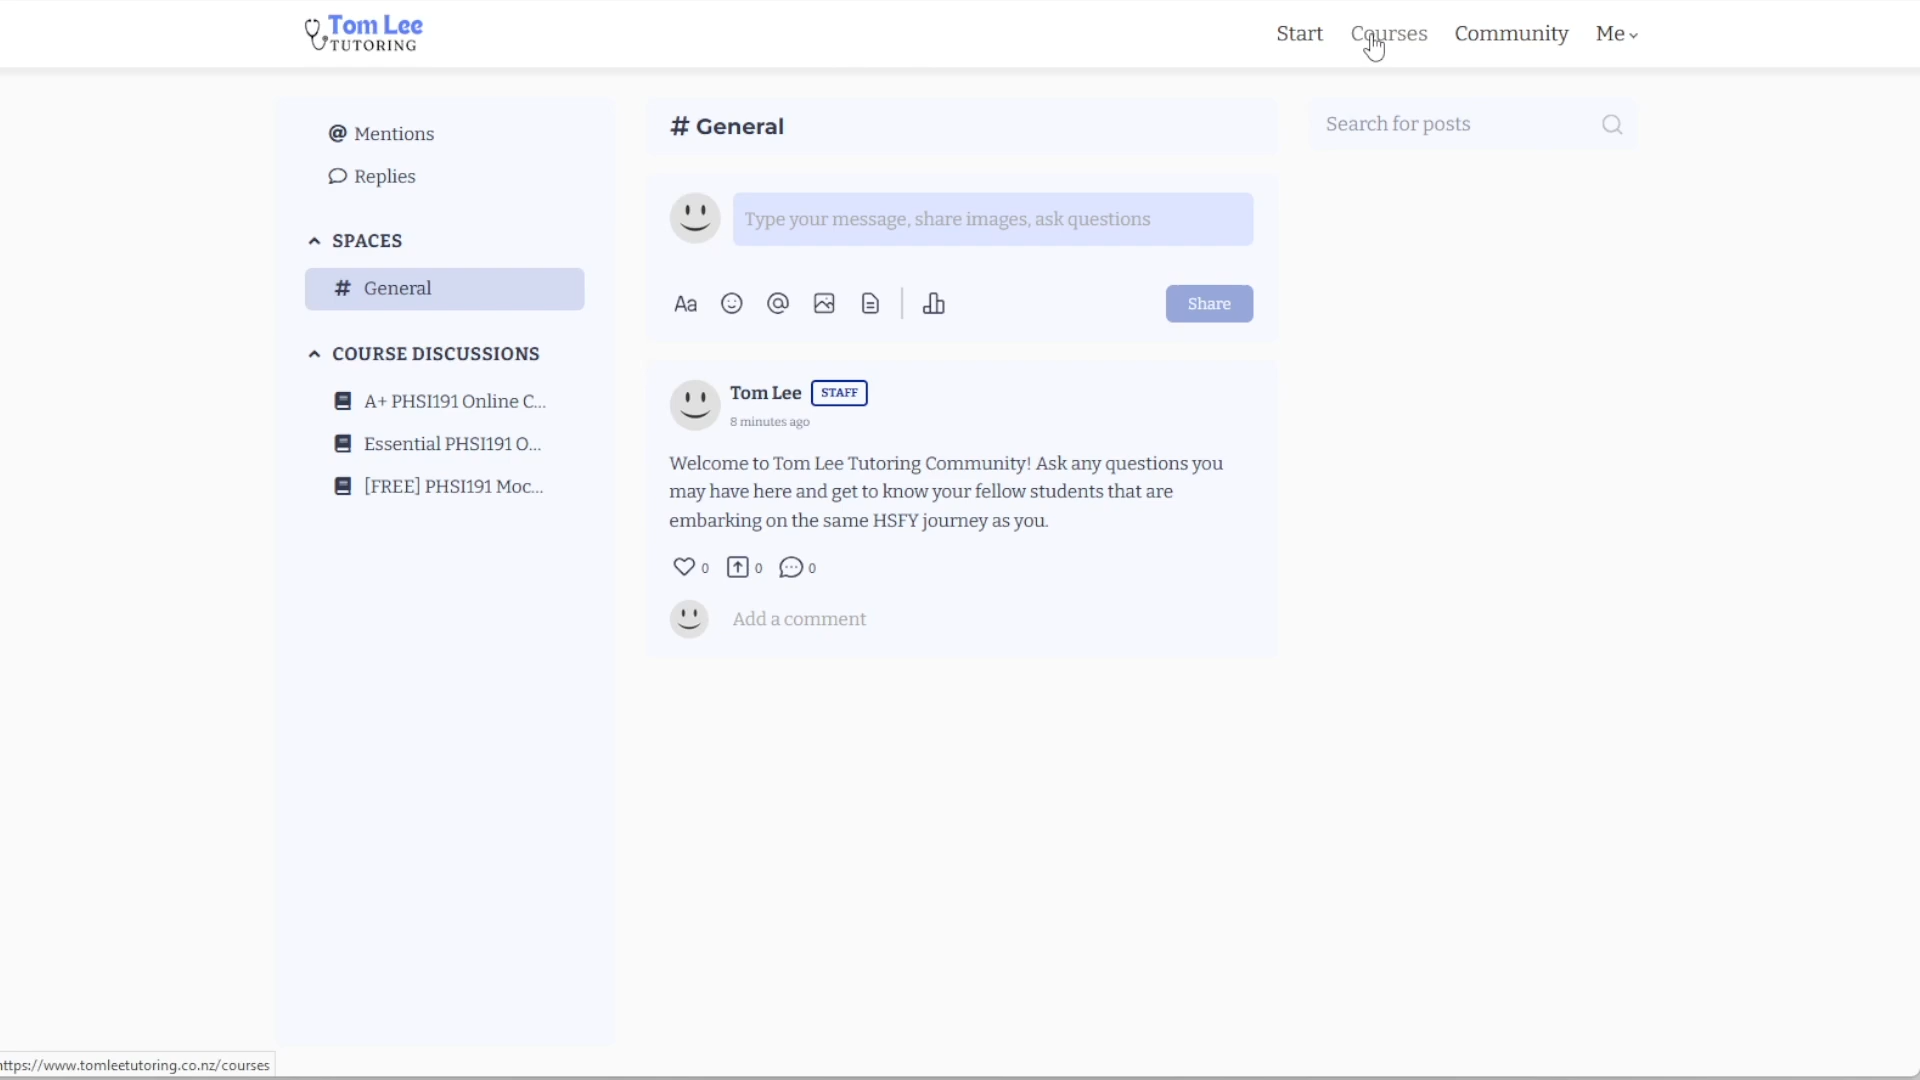 Tom Lee
TUTORING
Start
Courses
Community
Me
@ Mentions
Replies
SPACES
# General
COURSE DISCUSSIONS
A+ PHSI191 Online C...
Essential PHSI191 O...
[FREE] PHSI191 Moc...
# General
Type your message, share images, ask questions
Aa
Share
Tom Lee STAFF
8 minutes ago
Welcome to Tom Lee Tutoring Community! Ask any questions you
may have here and get to know your fellow students that are
embarking on the same HSFY journey as you.
0 0 0
Add a comment
Search for posts
https://www.tomleetutoring.co.nz/courses